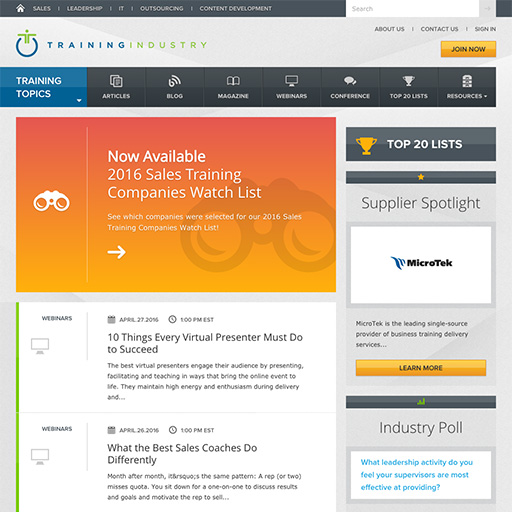 SALES | LEADERSHIP | IT | OUTSOURCING | CONTENT DEVELOPMENT
Search
ABOUT US | CONTACT US | SIGN IN
TRAININGINDUSTRY
JOIN NOW
TRAINING
TOPICS
ARTICLES
BLOG
MAGAZINE
WEBINARS
CONFERENCE
TOP 20 LISTS
RESOURCES
Now Available
2016 Sales Training
Companies Watch List
See which companies were selected for our 2016 Sales
Training Companies Watch List!
TOP 20 LISTS
Supplier Spotlight
MicroTek
MicroTek is the leading single-source
provider of business training delivery
services...
LEARN MORE
WEBINARS
APRIL.27.2016 1:00 PM EST
10 Things Every Virtual Presenter Must Do
to Succeed
The best virtual presenters engage their audience by presenting,
facilitating and teaching in ways that bring the online event to
life. They maintain high energy and enthusiasm during delivery
and...
WEBINARS
APRIL.26.2016 1:00 PM EST
What the Best Sales Coaches Do
Differently
Month after month, it&rsquo;s the same pattern: A rep (or two)
misses quota. You sit down for a one-on-one to discuss results
and goals and motivate the rep to sell...
Industry Poll
What leadership activity do you
feel your supervisors are most
effective at providing?